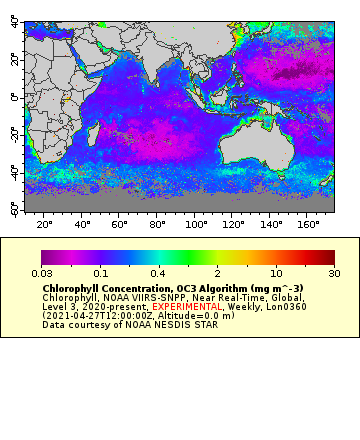 40°
20°
0°
-20°
-40°
-60°
20° 40° 60° 80° 100° 120° 140° 160°
0.03 0.1 0.4 2 10 30
Chlorophyll Concentration, OC3 Algorithm (mg m^-3)
Chlorophyll, NOAA VIIRS-SNPP, Near Real-Time, Global,
Level 3, 2020-present, EXPERIMENTAL, Weekly, Lon0360
(2021-04-27T12:00:00Z, Altitude=0.0 m)
Data courtesy of NOAA NESDIS STAR